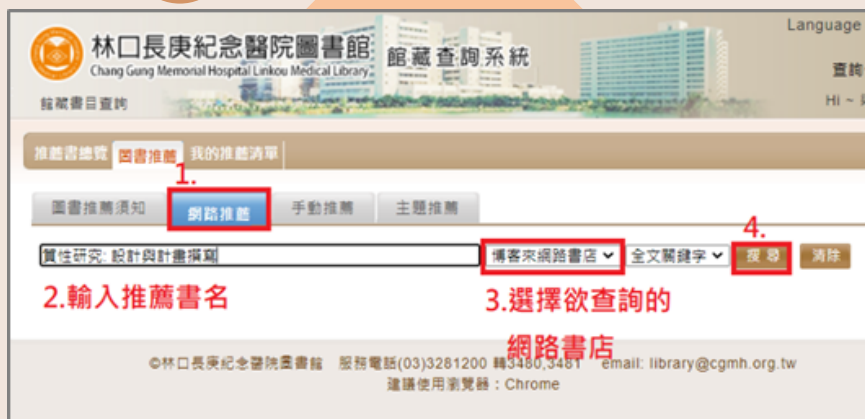 Language
林口長庚紀念醫院圖書館 館藏查詢系統
Chang Gung Memorial Hospital Linkou Medical Library
查詢
館藏書目查詢
Hi ~
推薦書總覽 圖書推薦 我的推薦清單
1.
圖書推薦須知 網路推薦 手動推薦 主題推薦
4.
質性研究: 設計與計畫撰寫 博客來網路書店 全文關鍵字 搜尋 清除
2.輸入推薦書名
3.選擇欲查詢的
網路書店
©林口長庚紀念醫院圖書館 服務電話(03)3281200 轉3480,3481 email: library@cgmh.org.tw
建議使用瀏覽器：Chrome